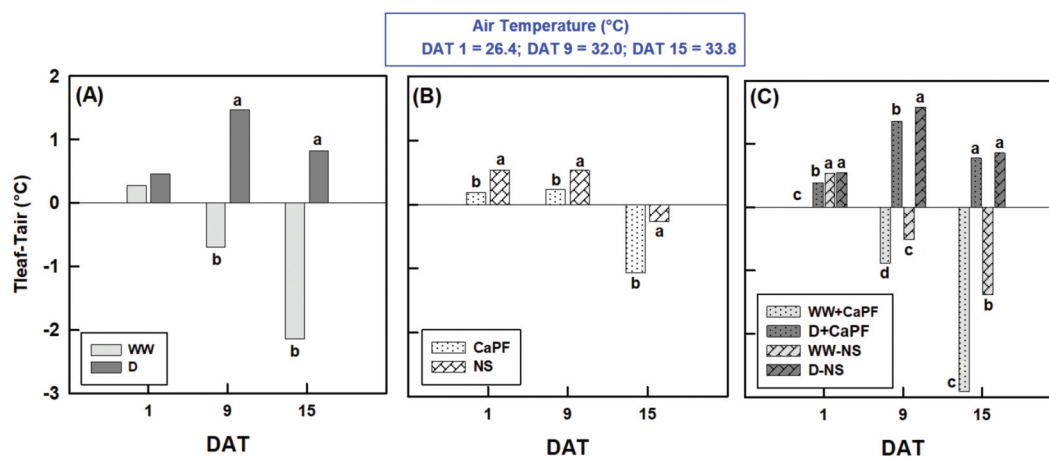 Air Temperature (°C)
DAT 1 = 26.4; DAT 9 = 32.0; DAT 15 = 33.8
Tleaf-Tair (°C)
2
1
0
-1
-2
-3
(A)
a
a
b
b
WW
D
1
9
15
DAT
(B)
b
a
b
a
b
a
CaPF
NS
1
9
15
DAT
(C)
c
b
a
a
d
b
c
a
c
a
b
a
WW+CaPF
D+CaPF
WW-NS
D-NS
1
9
15
DAT